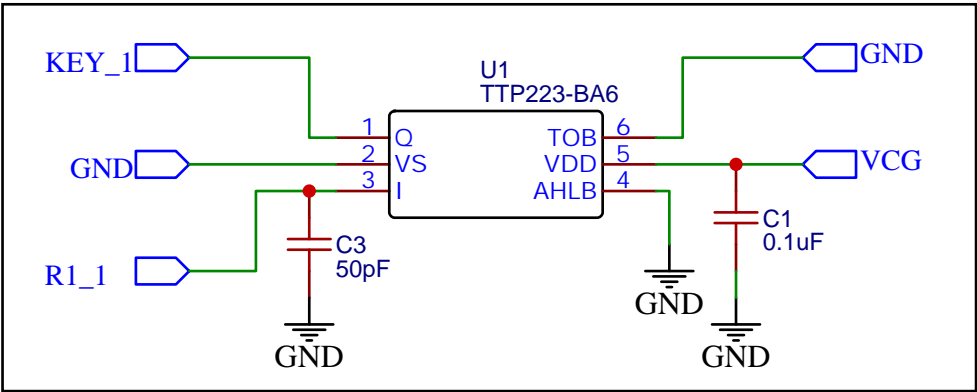 KEY_1
GND
R1_1
U1
TTP223-BA6
1 Q
2 VS
3 I
TOB 6
VDD 5
AHLB 4
GND
VCG
C3
50pF
GND
GND
C1
0.1uF
GND